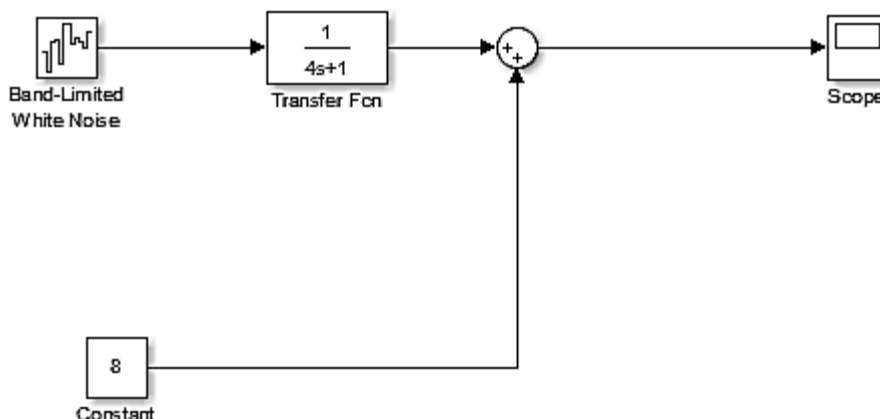 Band-Limited
White Noise
1
4s+1
Transfer Fcn
+
+
Scope
8
Constant